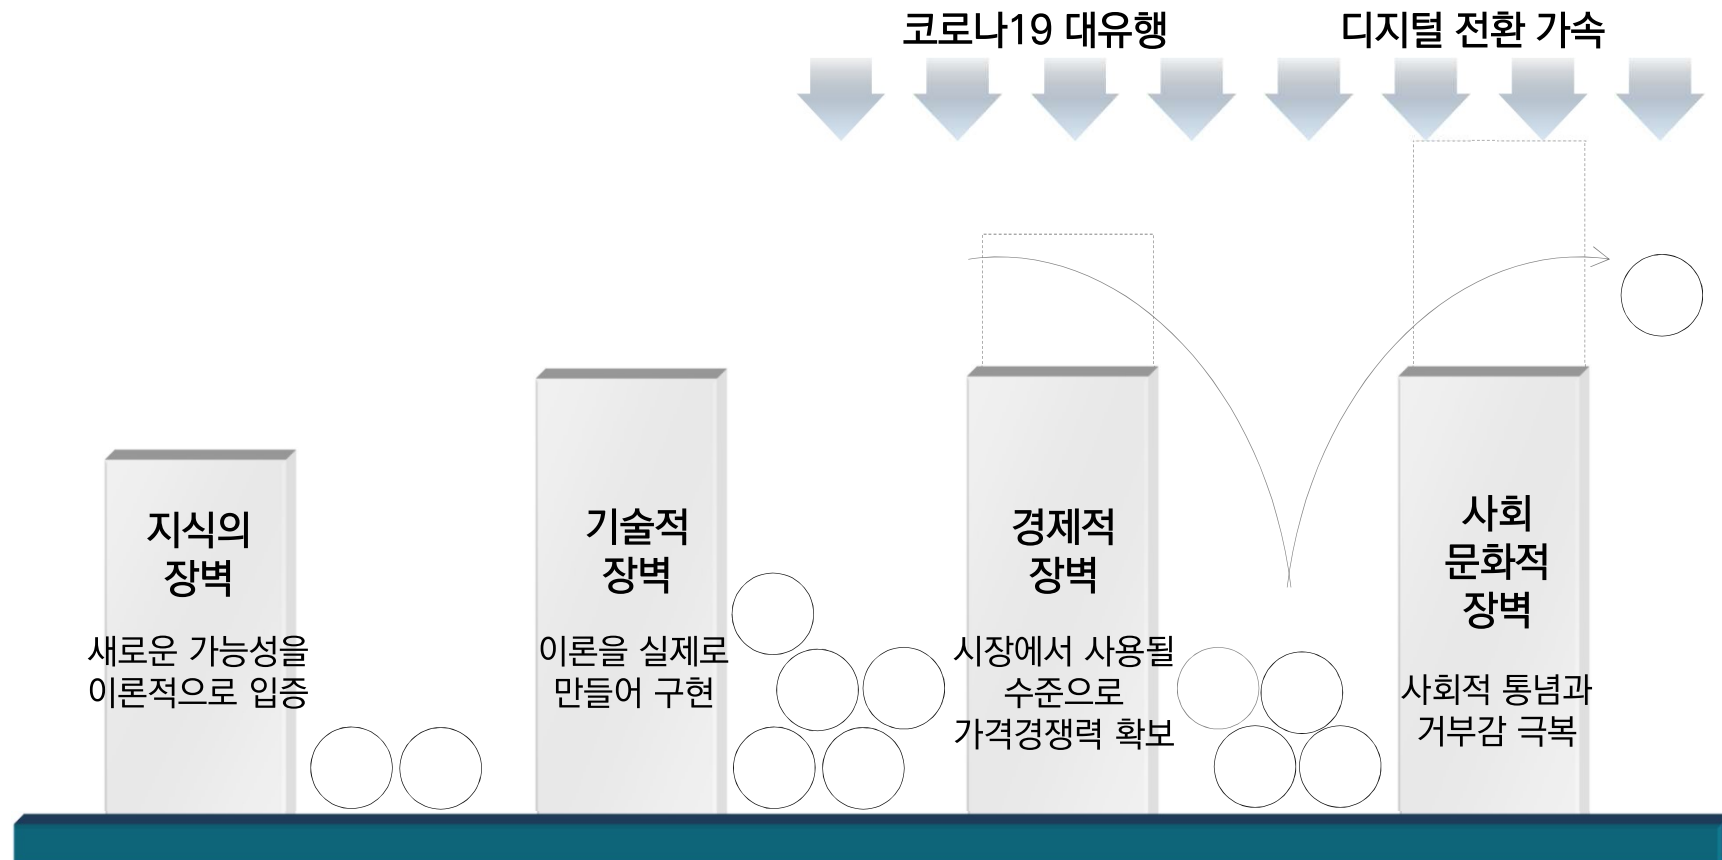 코로나19 대유행
디지털 전환 가속
지식의
장벽
새로운 가능성을
이론적으로 입증
기술적
장벽
이론을 실제로
만들어 구현
경제적
장벽
시장에서 사용될
수준으로
가격경쟁력 확보
사회
문화적
장벽
사회적 통념과
거부감 극복